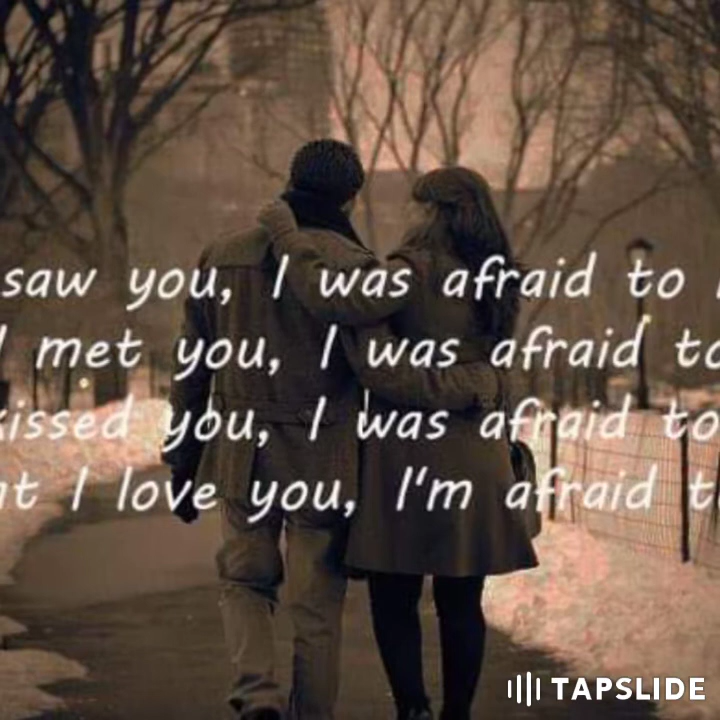 saw you, I was afraid to
met you, I was afraid to
kissed you, I was afraid to
I love you, I'm afraid
TAPSLIDE